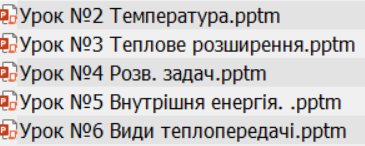 Урок №2 Температура.pptm
Урок №3 Теплове розширення.pptm
Урок №4 Розв. задач.pptm
Урок №5 Внутрішня енергія. .pptm
Урок №6 Види теплопередачі.pptm